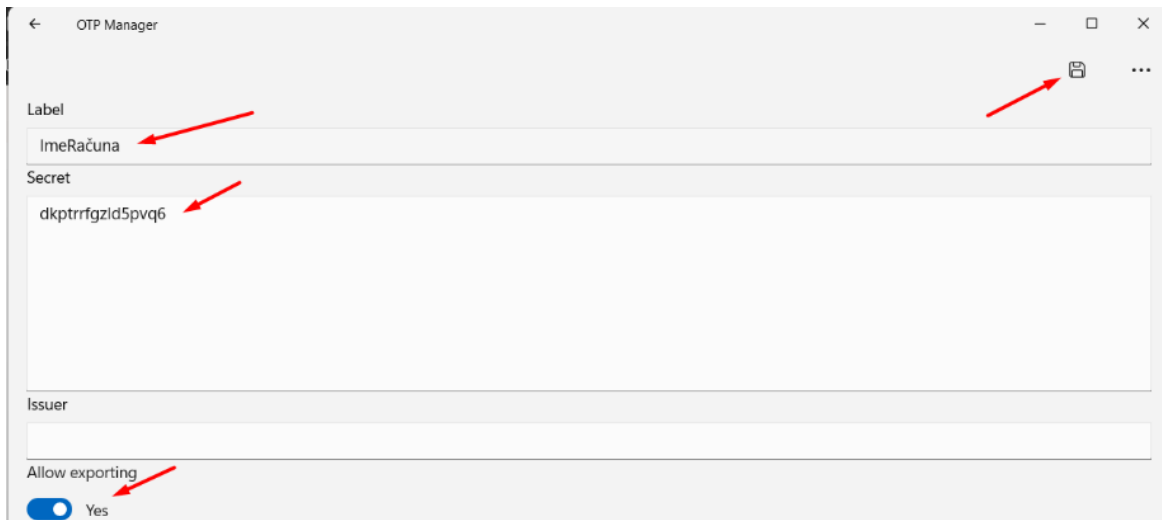 OTP Manager
Label
ImeRačuna
Secret
dkptrrfgzld5pvq6
Issuer
Allow exporting
Yes